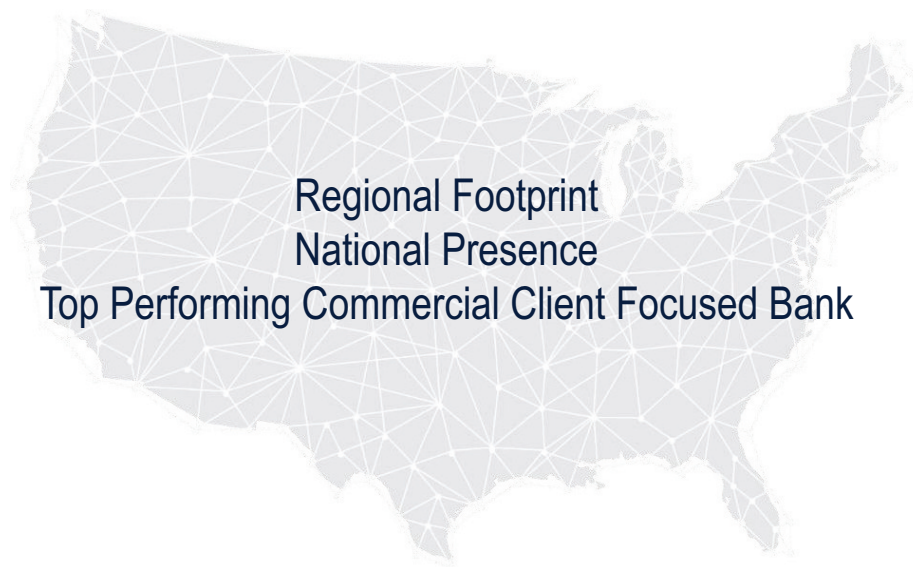 Regional Footprint
National Presence
Top Performing Commercial Client Focused Bank